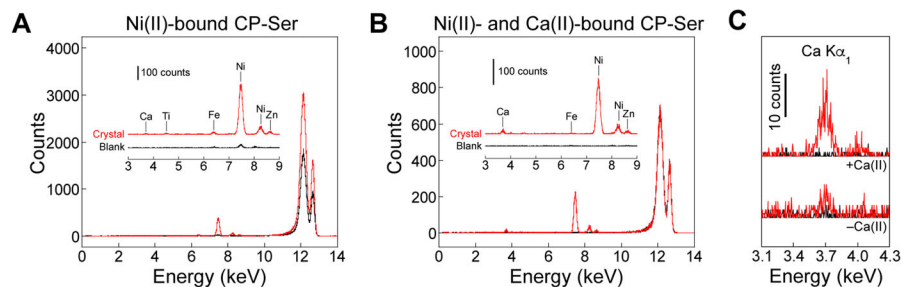 A
Ni(II)-bound CP-Ser
Counts
4000
3000
2000
1000
0
100 counts
Ca
Ti
Fe
Ni
Ni
Zn
Crystal
Blank
3 4 5 6 7 8 9
0 2 4 6 8 10 12 14
Energy (keV)
B
Ni(II)- and Ca(II)-bound CP-Ser
Counts
1000
800
600
400
200
0
100 counts
Ca
Fe
Ni
Ni
Zn
Crystal
Blank
3 4 5 6 7 8 9
0 2 4 6 8 10 12 14
Energy (keV)
C
Ca Kα1
10 counts
+Ca(II)
–Ca(II)
3.1 3.4 3.7 4.0 4.3
Energy (keV)